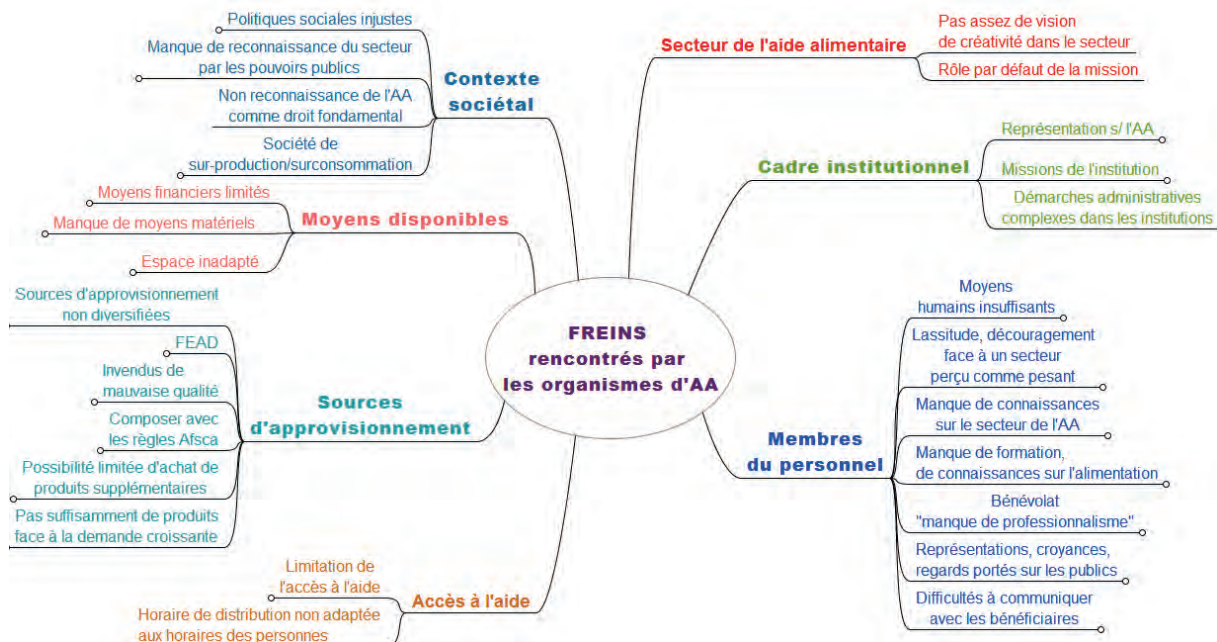 FREINS
rencontrés par
les organismes d'AA
Contexte
sociétal
Politiques sociales injustes
Manque de reconnaissance du secteur
par les pouvoirs publics
Non reconnaissance de l'AA
comme droit fondamental
Société de
sur-production/surconsommation
Moyens disponibles
Moyens financiers limités
Manque de moyens matériels
Espace inadapté
Sources
d'approvisionnement
Sources d'approvisionnement
non diversifiées
FEAD
Invendus de
mauvaise qualité
Composer avec
les règles Afsca
Possibilité limitée d'achat de
produits supplémentaires
Pas suffisamment de produits
face à la demande croissante
Accès à l'aide
Limitation de
l'accès à l'aide
Horaire de distribution non adaptée
aux horaires des personnes
Secteur de l'aide alimentaire
Pas assez de vision
de créativité dans le secteur
Rôle par défaut de la mission
Cadre institutionnel
Représentation s/ l'AA
Missions de l'institution
Démarches administratives
complexes dans les institutions
Membres
du personnel
Moyens
humains insuffisants
Lassitude, découragement
face à un secteur
perçu comme pesant
Manque de connaissances
sur le secteur de l'AA
Manque de formation,
de connaissances sur l'alimentation
Bénévolat
"manque de professionnalisme"
Représentations, croyances,
regards portés sur les publics
Difficultés à communiquer
avec les bénéficiaires